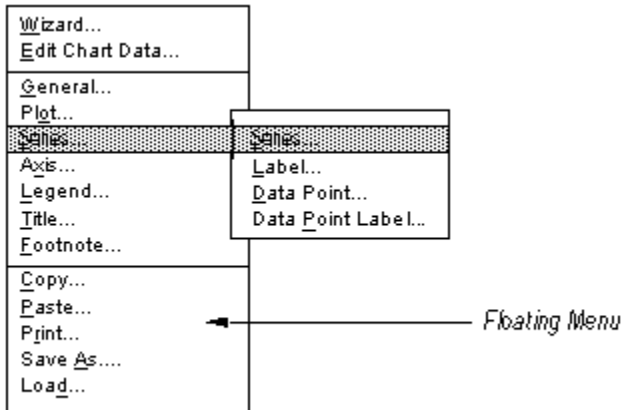 Wizard...
Edit Chart Data...
General...
Plot...
Series...
Axis...
Legend...
Title...
Footnote...
Copy...
Paste...
Print...
Save As....
Load...
Series...
Label...
Data Point...
Data Point Label...
Floating Menu